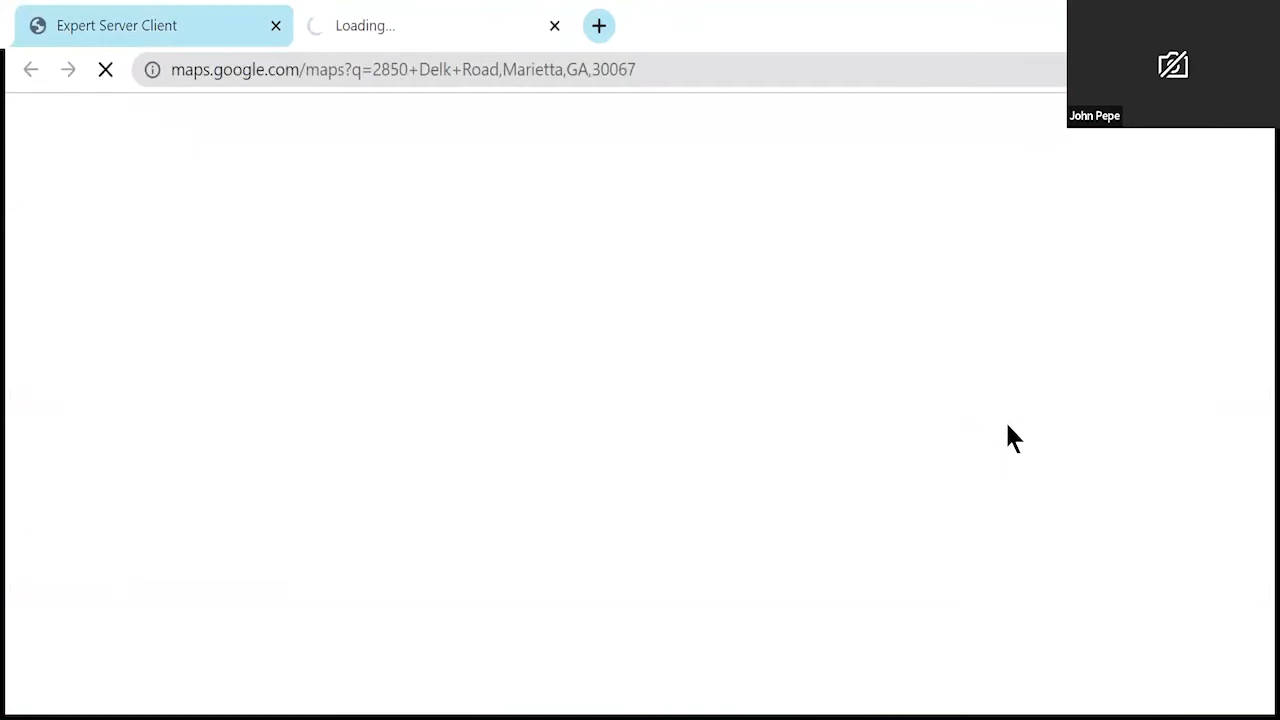 Expert Server Client
Loading...
maps.google.com/maps?q=2850+Delk+Road,Marietta,GA,30067
John Pepe